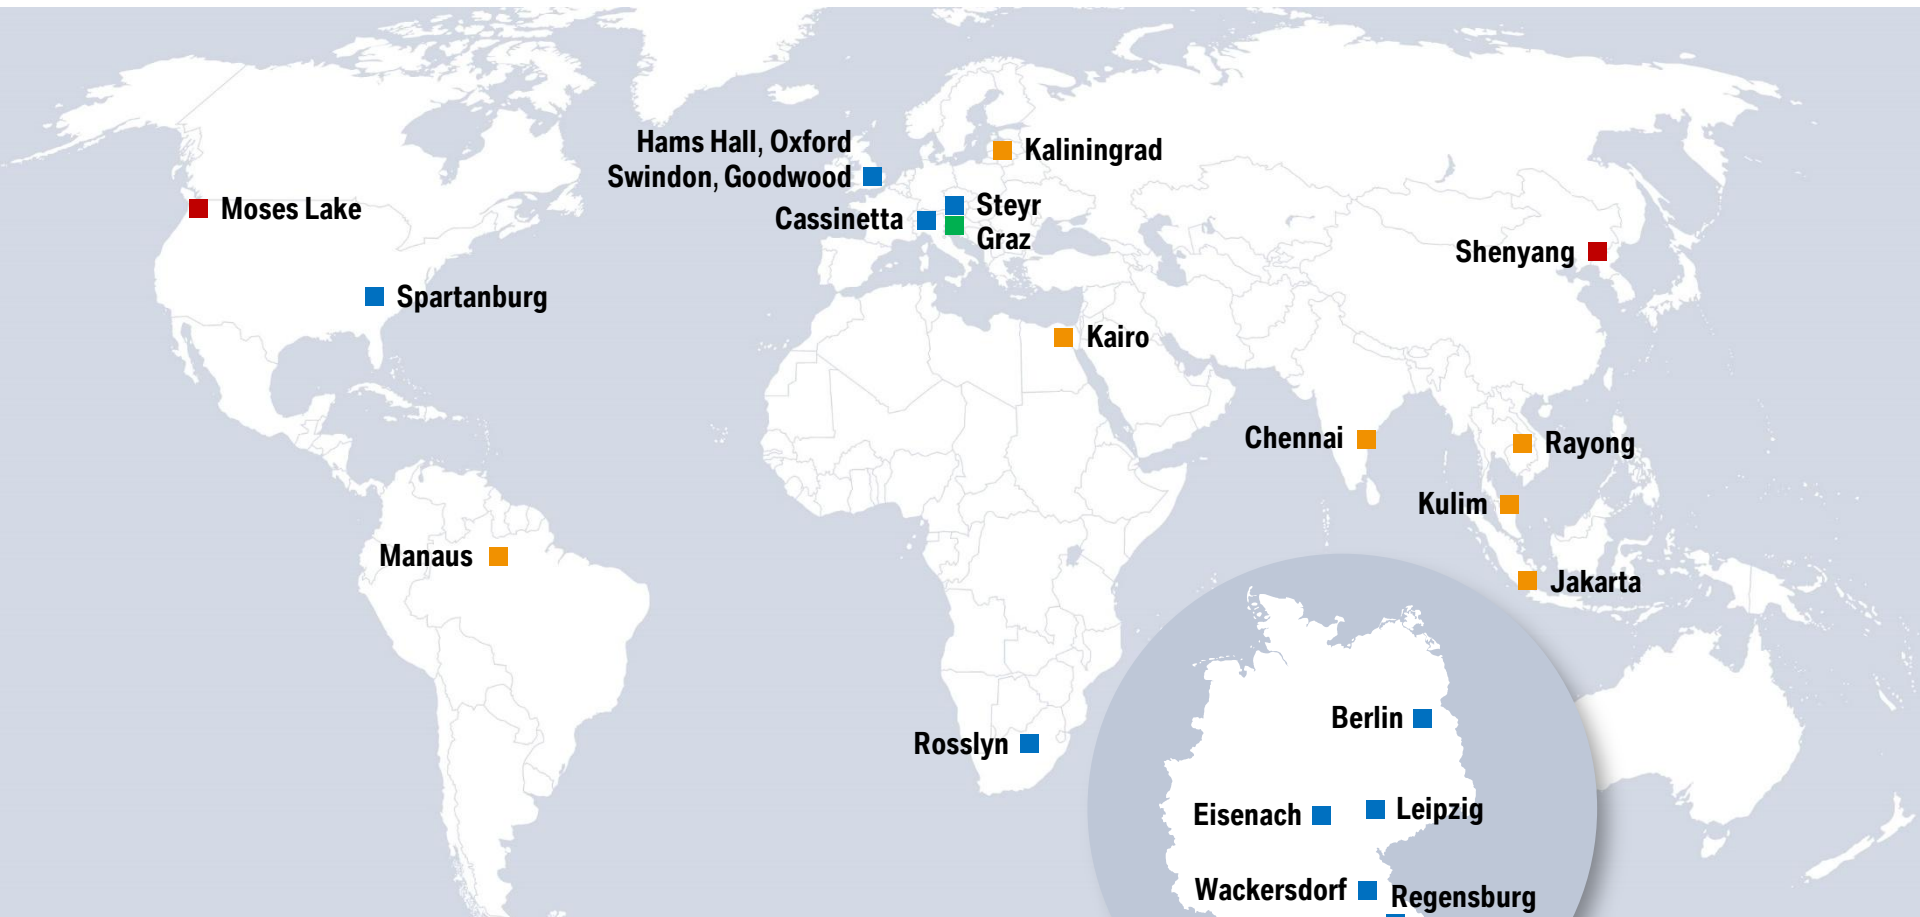 Hams Hall, Oxford
Swindon, Goodwood
Kaliningrad
Moses Lake
Steyr
Cassinetta
Graz
Shenyang
Spartanburg
Kairo
Chennai
Rayong
Kulim
Manaus
Jakarta
Berlin
Rosslyn
Eisenach
Leipzig
Wackersdorf
Regensburg